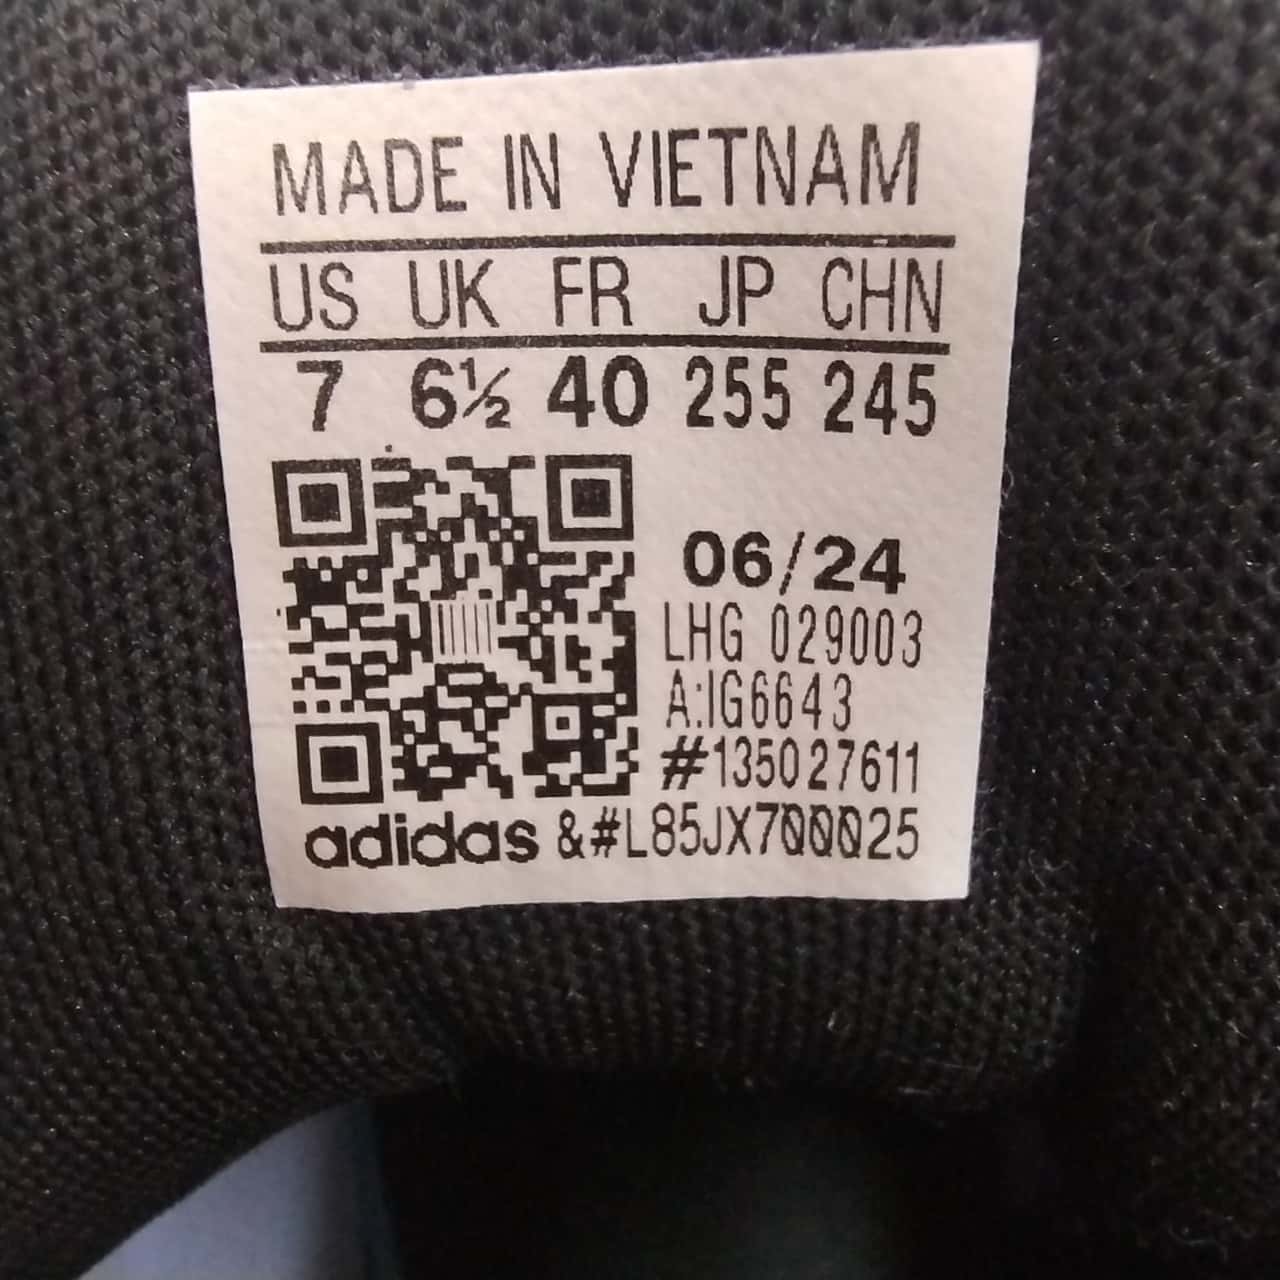 MADE IN VIETNAM
US UK FR JP CHN
7 6½ 40 255 245
06/24
LHG 029003
A:IG6643
#135027611
adidas &#L85JX7000025